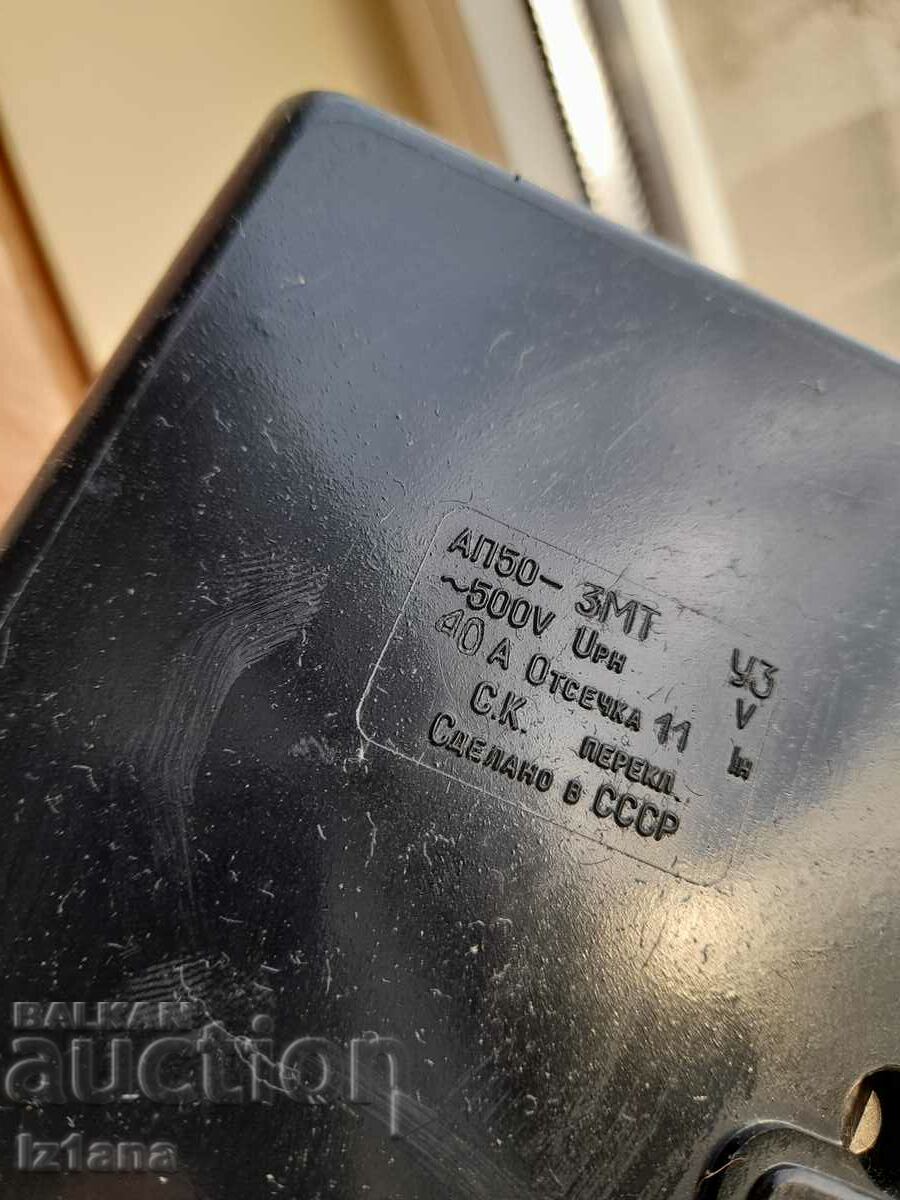 АП50- 3МТ У3
~500V Uрн V
40 А Отсечка 11 Iн
С.К. перекл.
Сделано в СССР
BALKAN
auction
Iz1ana